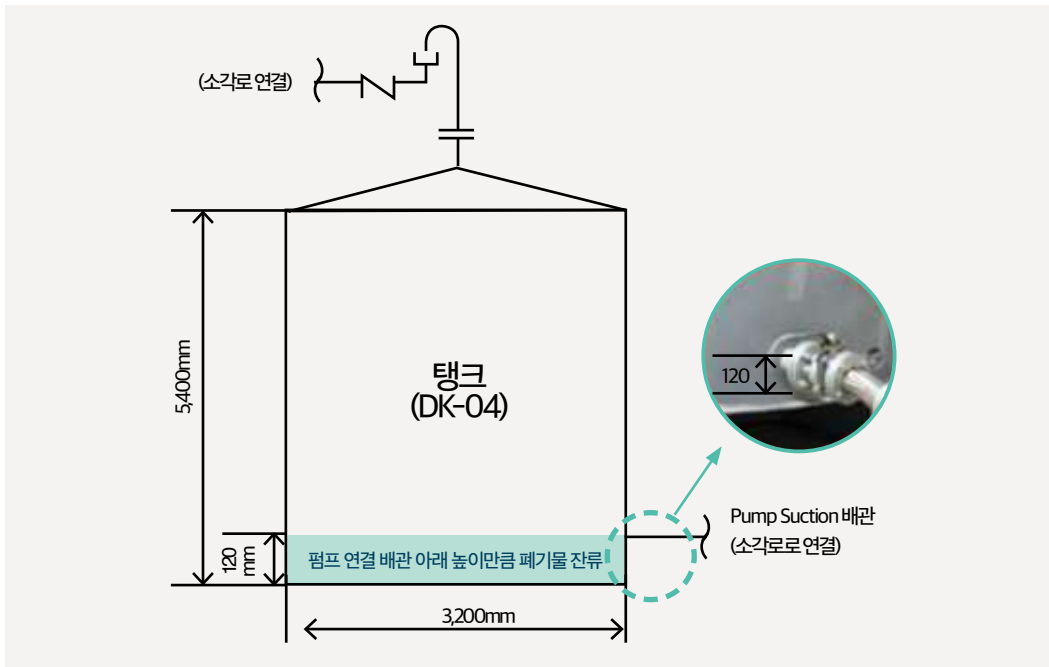 (소각로 연결)
5,400mm
탱크
(DK-04)
120
Pump Suction 배관
(소각로로 연결)
120
mm
펌프 연결 배관 아래 높이만큼 폐기물 잔류
3,200mm